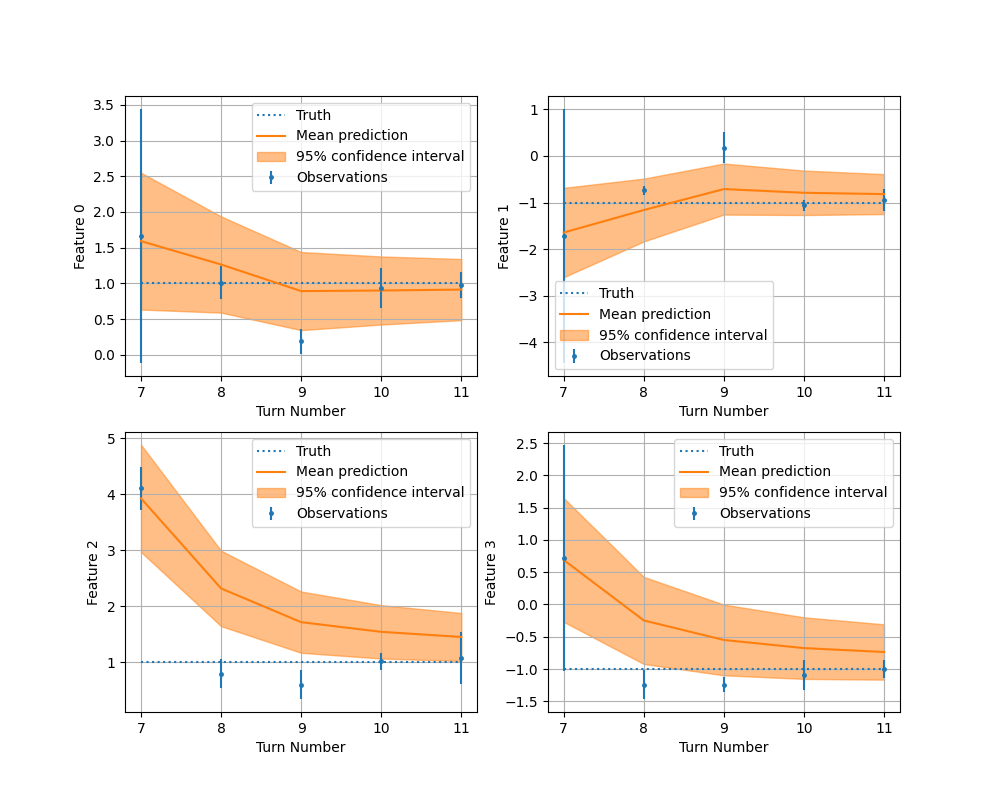 3.5
3.0
2.5
2.0
1.5
1.0
0.5
0.0
Feature 0
Truth
Mean prediction
95% confidence interval
Observations
7 8 9 10 11
Turn Number
1
0
−1
−2
−3
−4
Feature 1
Truth
Mean prediction
95% confidence interval
Observations
7 8 9 10 11
Turn Number
5
4
3
2
1
Feature 2
Truth
Mean prediction
95% confidence interval
Observations
7 8 9 10 11
Turn Number
2.5
2.0
1.5
1.0
0.5
0.0
−0.5
−1.0
−1.5
Feature 3
Truth
Mean prediction
95% confidence interval
Observations
7 8 9 10 11
Turn Number